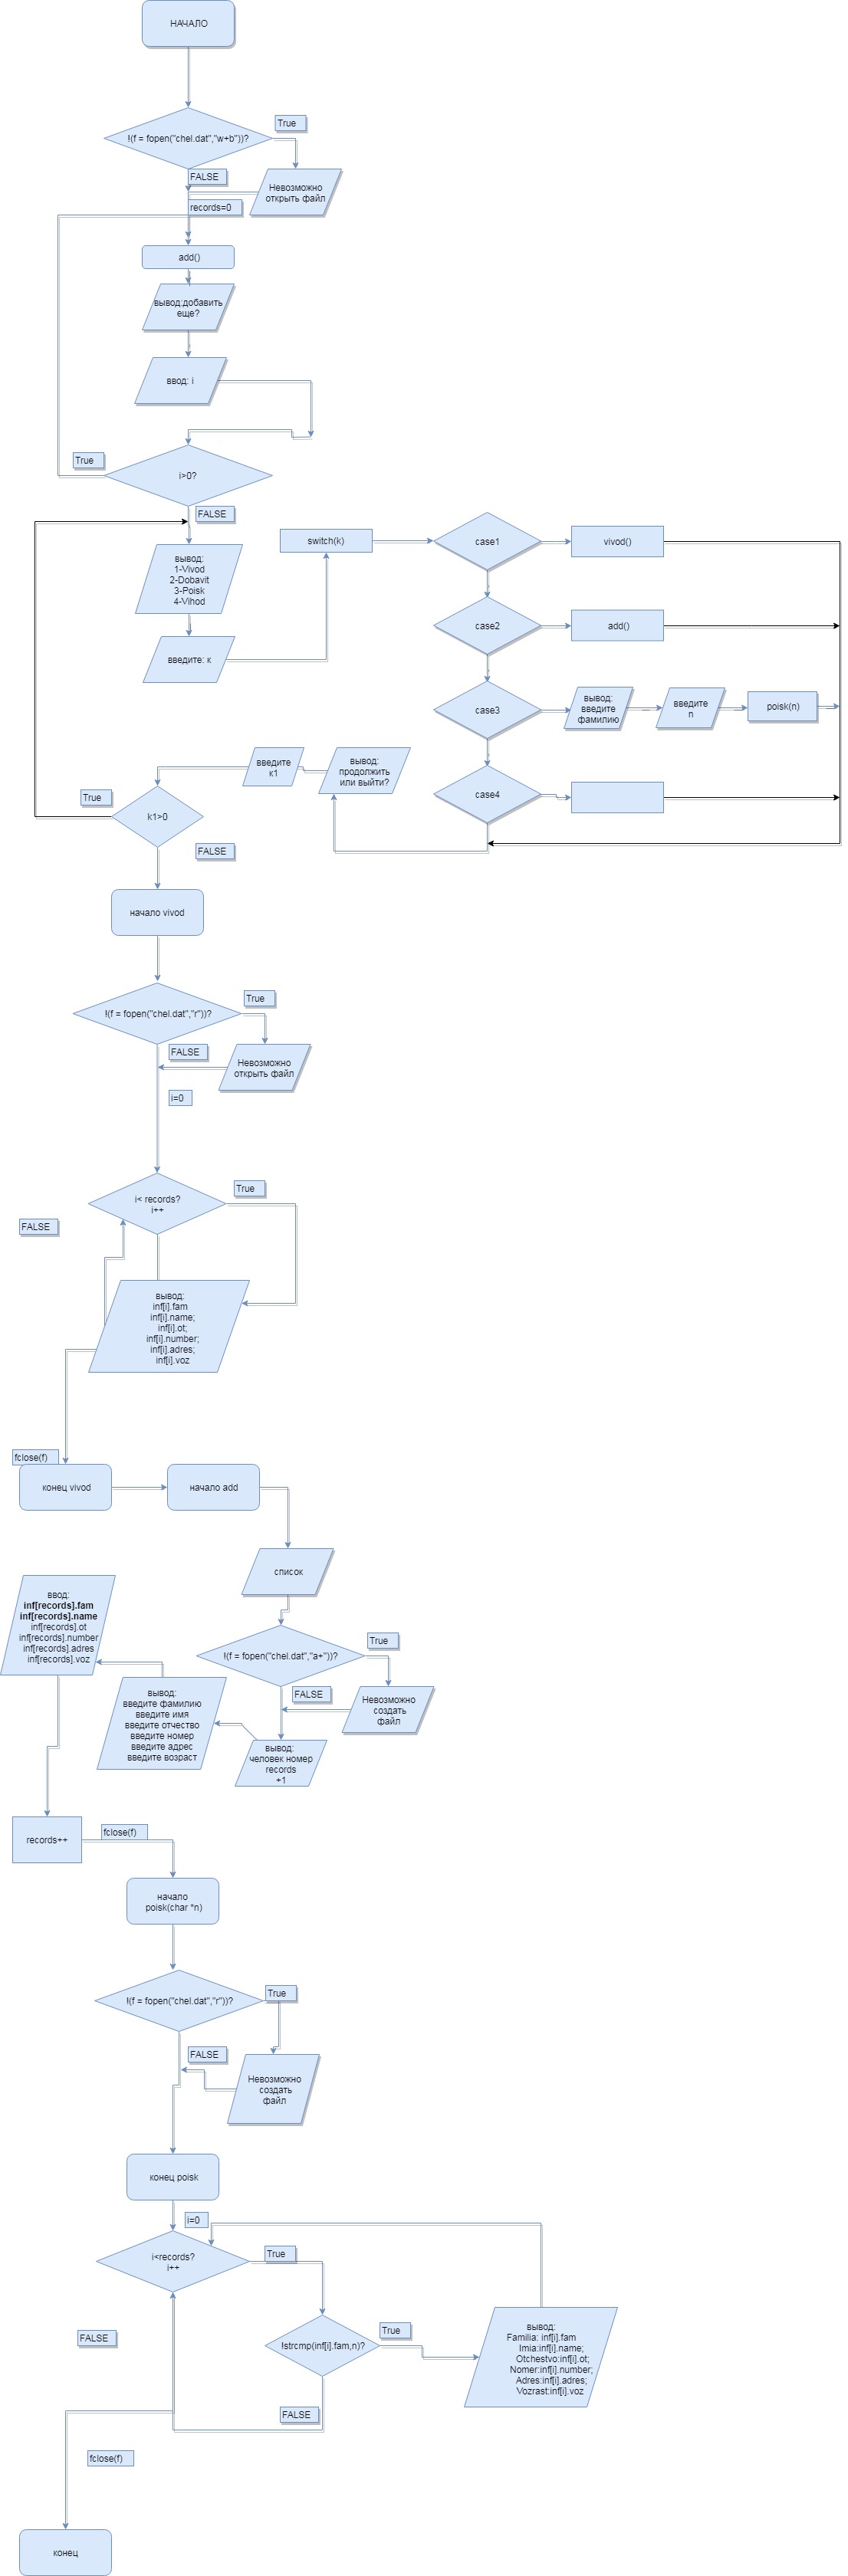 НАЧАЛО
!(f = fopen("chel.dat","w+b"))?
True
FALSE
Невозможно
открыть файл
records=0
add()
вывод:добавить
еще?
ввод: i
i>0?
True
FALSE
вывод:
1-Vivod
2-Dobavit
3-Poisk
4-Vihod
введите: к
switch(k)
case1
vivod()
case2
add()
case3
вывод:
введите
фамилию
введите
n
poisk(n)
case4
вывод:
продолжить
или выйти?
введите
к1
k1>0
True
FALSE
начало vivod
!(f = fopen("chel.dat","r"))?
True
FALSE
Невозможно
открыть файл
i=0
i< records?
i++
True
FALSE
вывод:
inf[i].fam
inf[i].name;
inf[i].ot;
inf[i].number;
inf[i].adres;
inf[i].voz
fclose(f)
конец vivod
начало add
список
!(f = fopen("chel.dat","a+"))?
True
FALSE
Невозможно
создать
файл
вывод:
человек номер
records
+1
вывод:
введите фамилию
введите имя
введите отчество
введите номер
введите адрес
введите возраст
ввод:
inf[records].fam
inf[records].name
inf[records].ot
inf[records].number
inf[records].adres
inf[records].voz
records++
fclose(f)
начало
poisk(char *n)
!(f = fopen("chel.dat","r"))?
True
FALSE
Невозможно
создать
файл
конец poisk
i=0
i<records?
i++
True
FALSE
!strcmp(inf[i].fam,n)?
True
FALSE
вывод:
Familia: inf[i].fam
Imia:inf[i].name;
Otchestvo:inf[i].ot;
Nomer:inf[i].number;
Adres:inf[i].adres;
Vozrast:inf[i].voz
fclose(f)
конец